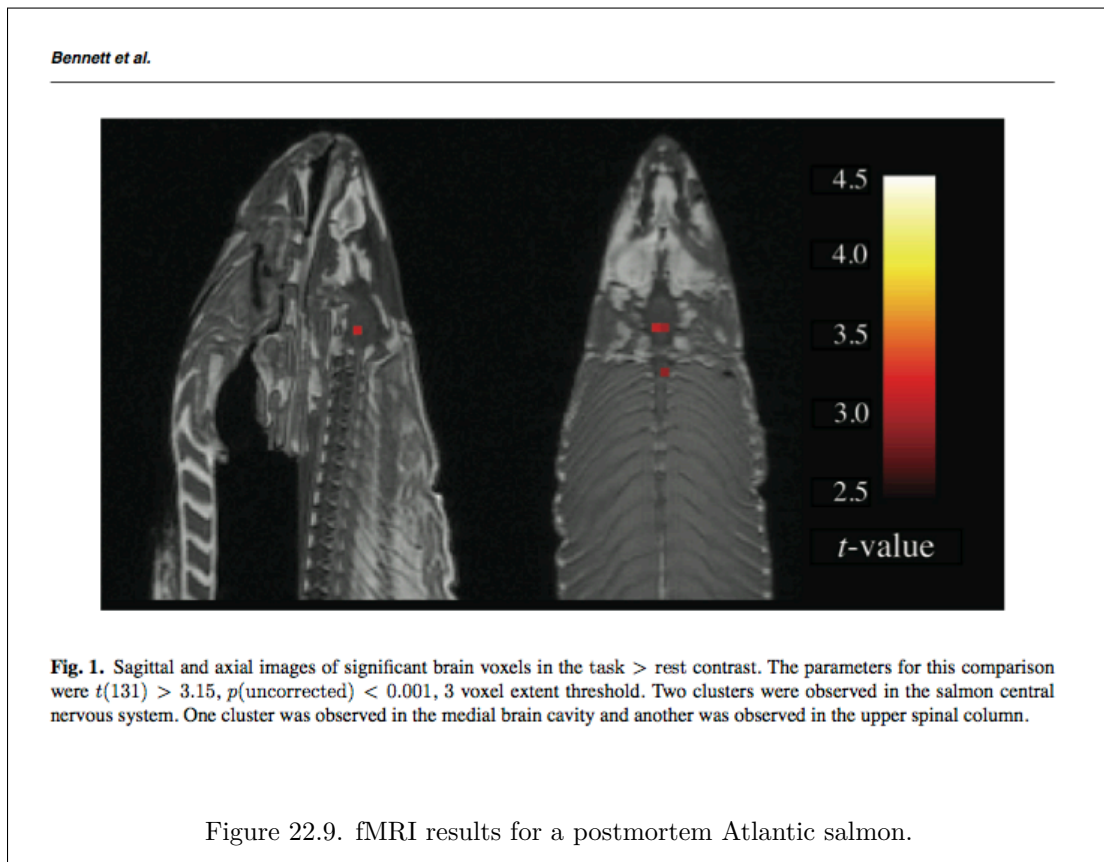 Bennett et al.
4.5
4.0
3.5
3.0
2.5
t-value
Fig. 1. Sagittal and axial images of significant brain voxels in the task > rest contrast. The parameters for this comparison
were t(131) > 3.15, p(uncorrected) < 0.001, 3 voxel extent threshold. Two clusters were observed in the salmon central
nervous system. One cluster was observed in the medial brain cavity and another was observed in the upper spinal column.
Figure 22.9. fMRI results for a postmortem Atlantic salmon.